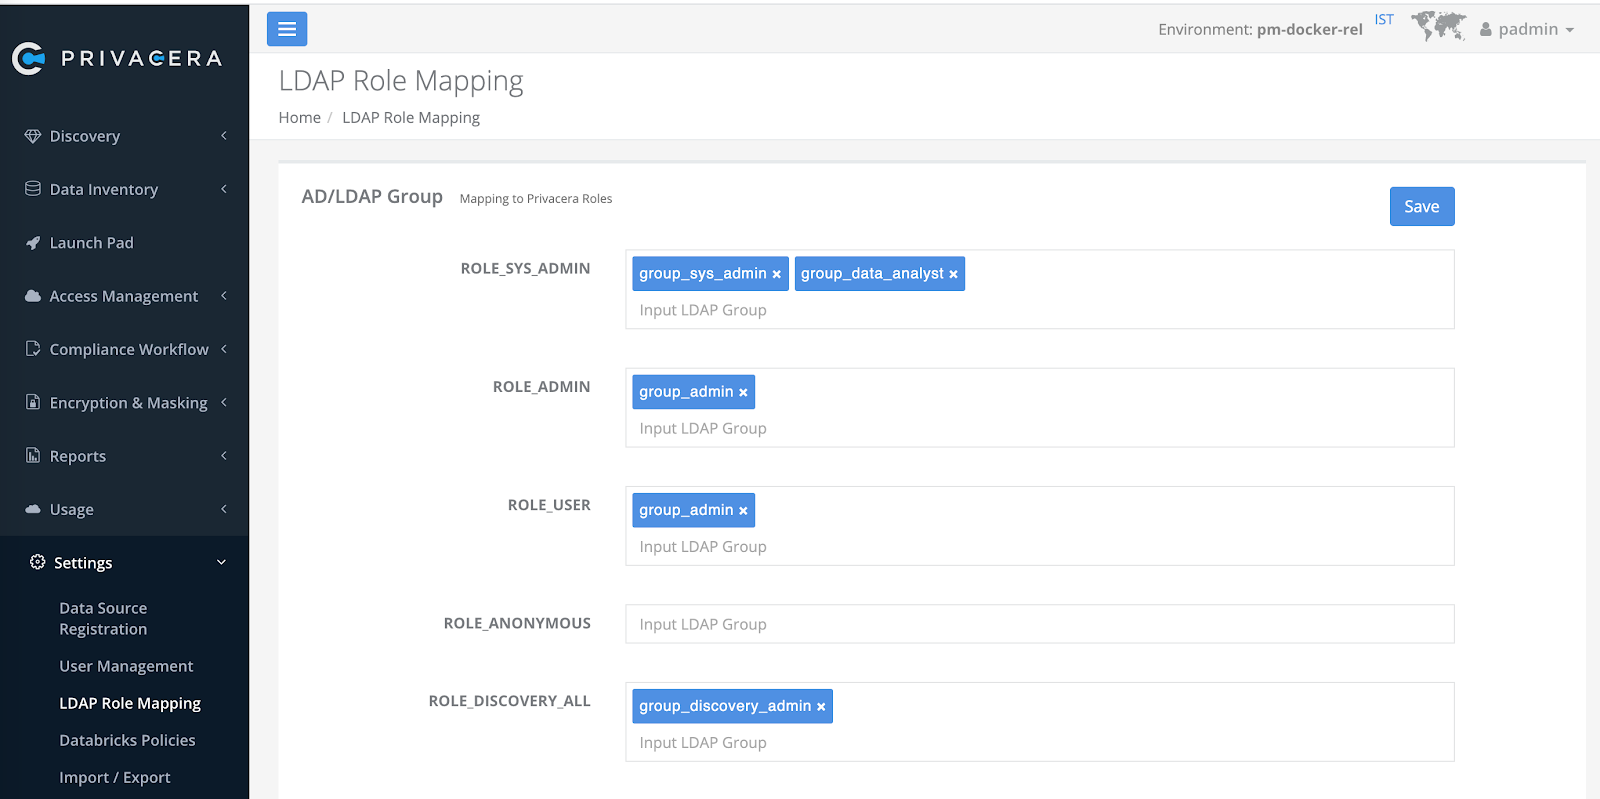 PRIVACERA
Environment: pm-docker-rel
IST
padmin
LDAP Role Mapping
Home / LDAP Role Mapping
Discovery
Data Inventory
Launch Pad
Access Management
Compliance Workflow
Encryption & Masking
Reports
Usage
Settings
Data Source
Registration
User Management
LDAP Role Mapping
Databricks Policies
Import / Export
AD/LDAP Group Mapping to Privacera Roles
Save
ROLE_SYS_ADMIN
group_sys_admin × group_data_analyst ×
Input LDAP Group
ROLE_ADMIN
group_admin ×
Input LDAP Group
ROLE_USER
group_admin ×
Input LDAP Group
ROLE_ANONYMOUS
Input LDAP Group
ROLE_DISCOVERY_ALL
group_discovery_admin ×
Input LDAP Group